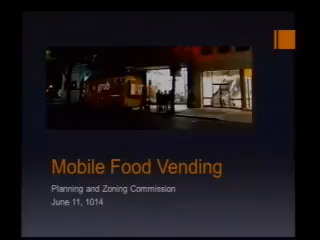 Mobile Food Vending
Planning and Zoning Commission
June 11, 1014